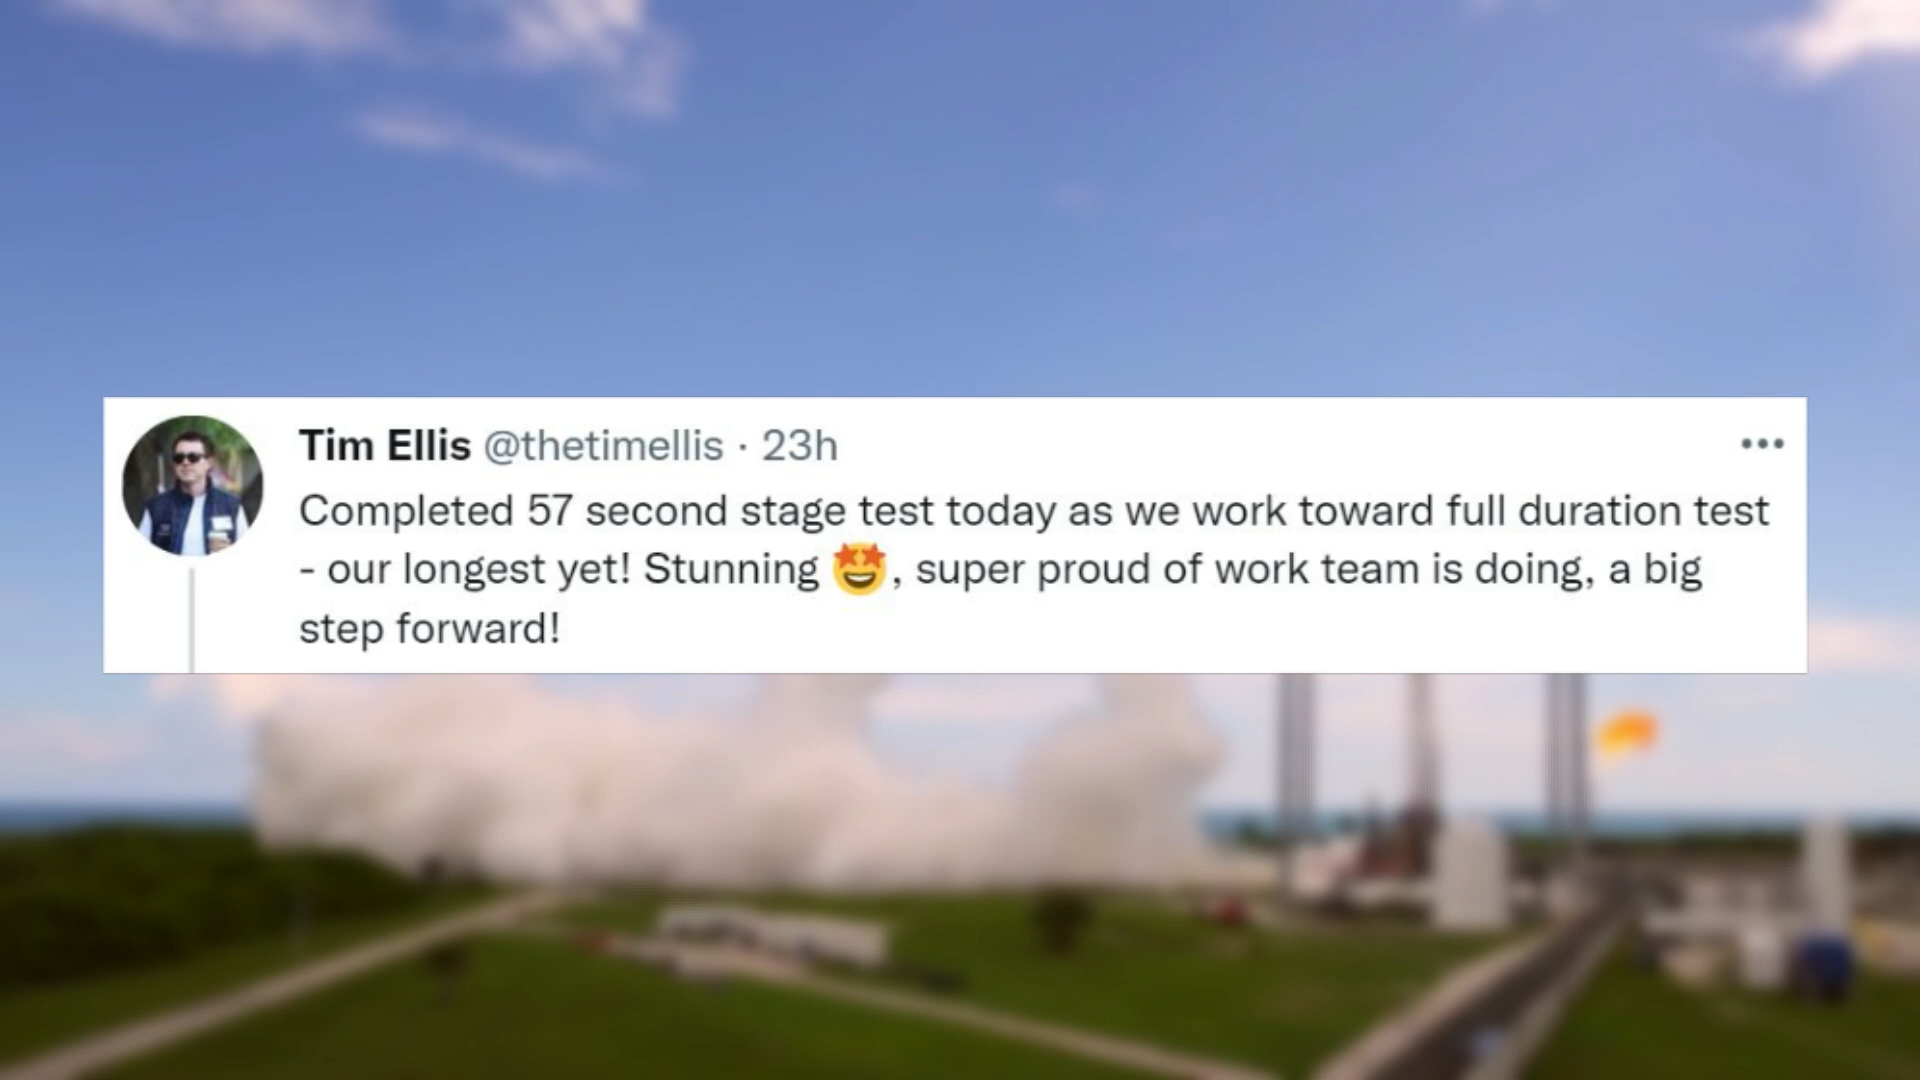 Tim Ellis @thetimellis · 23h
Completed 57 second stage test today as we work toward full duration test
- our longest yet! Stunning 🤩, super proud of work team is doing, a big
step forward!